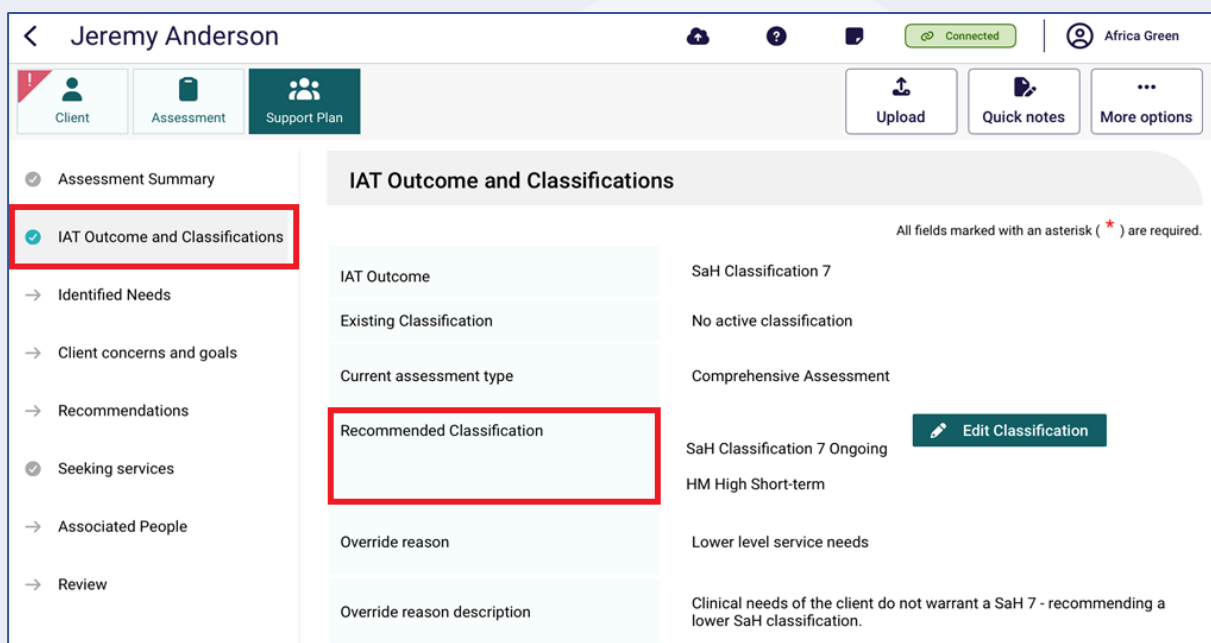 Jeremy Anderson
Connected
Africa Green
!
Client
Assessment
Support Plan
Upload
Quick notes
More options
Assessment Summary
IAT Outcome and Classifications
Identified Needs
Client concerns and goals
Recommendations
Seeking services
Associated People
Review
IAT Outcome and Classifications
All fields marked with an asterisk ( * ) are required.
IAT Outcome
SaH Classification 7
Existing Classification
No active classification
Current assessment type
Comprehensive Assessment
Recommended Classification
Edit Classification
SaH Classification 7 Ongoing
HM High Short-term
Override reason
Lower level service needs
Override reason description
Clinical needs of the client do not warrant a SaH 7 - recommending a
lower SaH classification.